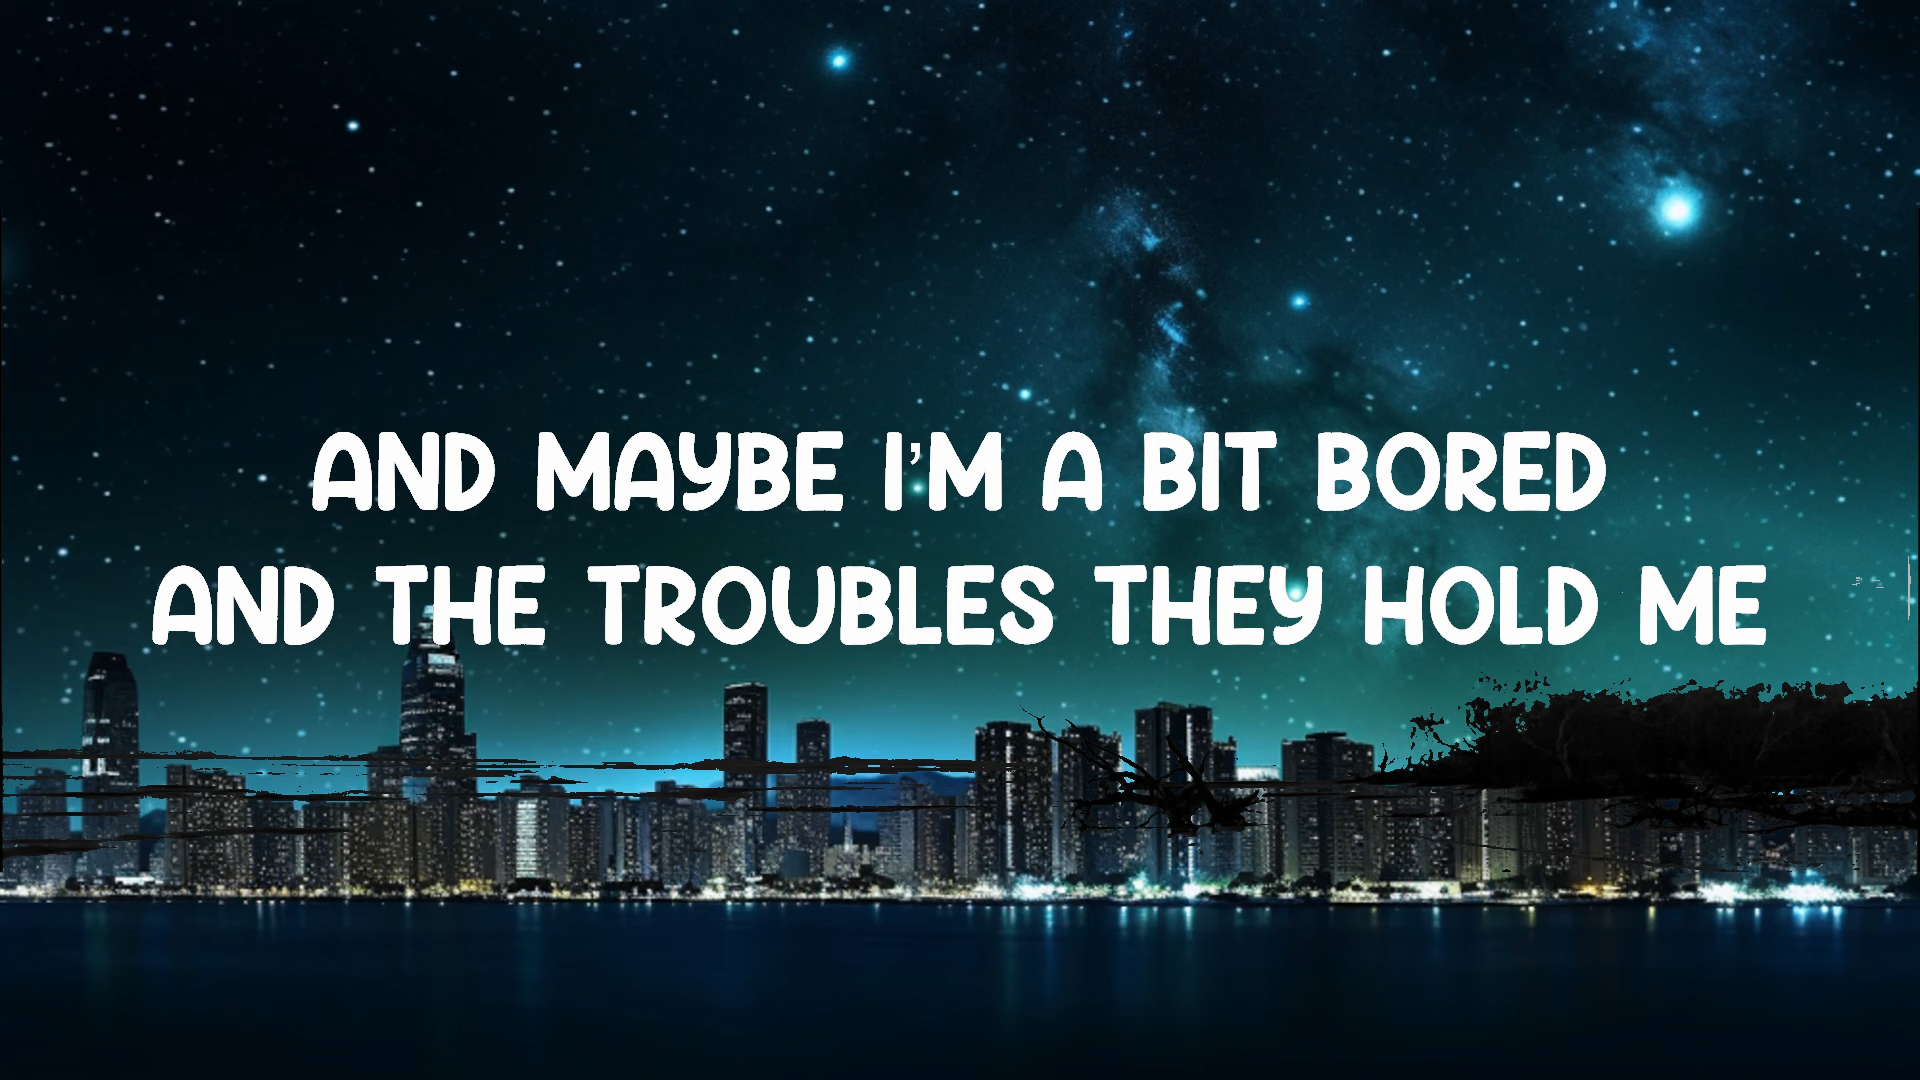 AND MAYBE I'M A BIT BORED
AND THE TROUBLES THEY HOLD ME